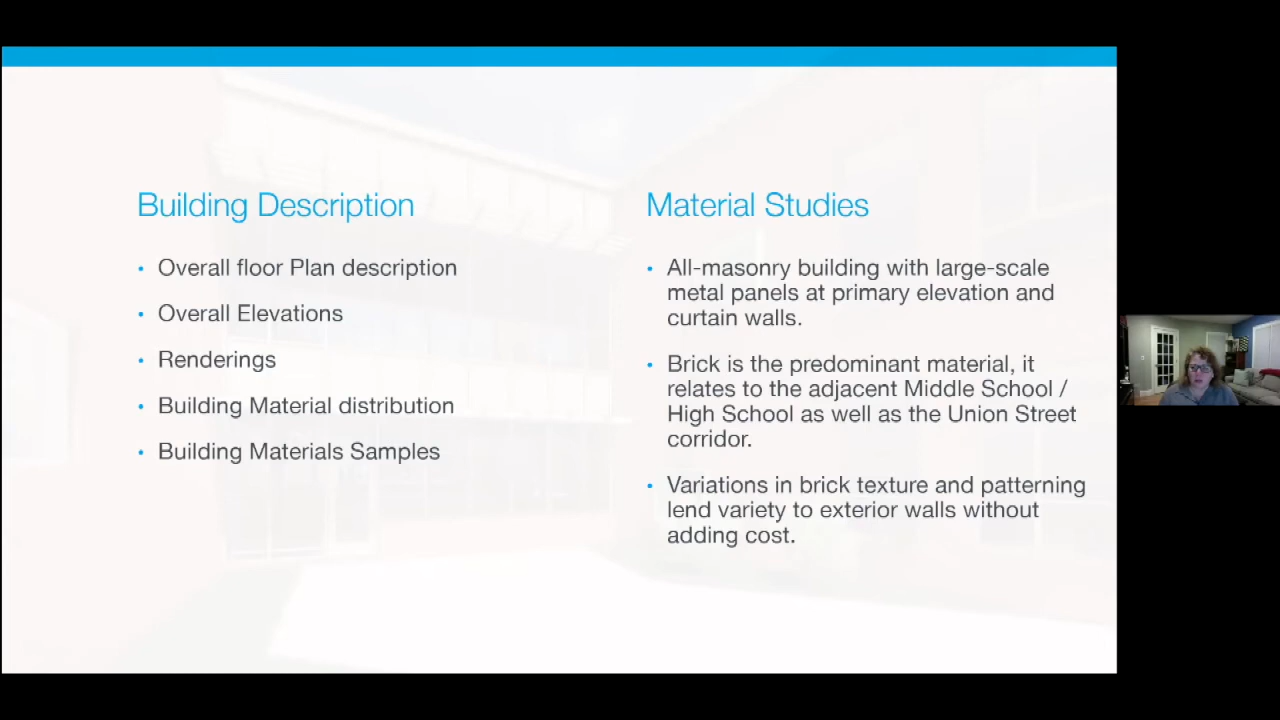 Building Description
• Overall floor Plan description
• Overall Elevations
• Renderings
• Building Material distribution
• Building Materials Samples
Material Studies
• All-masonry building with large-scale
metal panels at primary elevation and
curtain walls.
• Brick is the predominant material, it
relates to the adjacent Middle School /
High School as well as the Union Street
corridor.
• Variations in brick texture and patterning
lend variety to exterior walls without
adding cost.